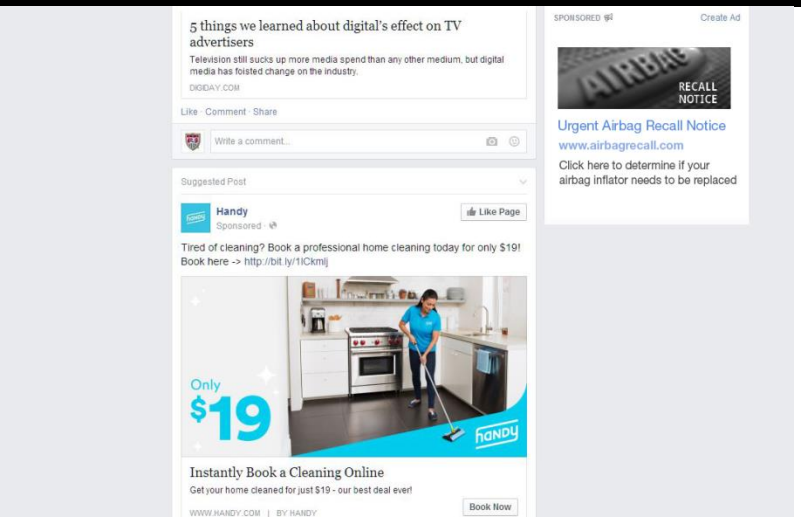 5 things we learned about digital's effect on TV
advertisers
Television still sucks up more media spend than any other medium, but digital
media has foisted change on the industry.
DIGIDAY.COM
Like · Comment · Share
Write a comment...
Suggested Post
Handy
Sponsored ·
Like Page
Tired of cleaning? Book a professional home cleaning today for only $19!
Book here -> http://bit.ly/1ICkmlj
HANDY
Only
$19
HANDY
Instantly Book a Cleaning Online
Get your home cleaned for just $19 - our best deal ever!
WWW.HANDY.COM | BY HANDY
Book Now
SPONSORED
Create Ad
AIRBAG
RECALL
NOTICE
Urgent Airbag Recall Notice
www.airbagrecall.com
Click here to determine if your
airbag inflator needs to be replaced